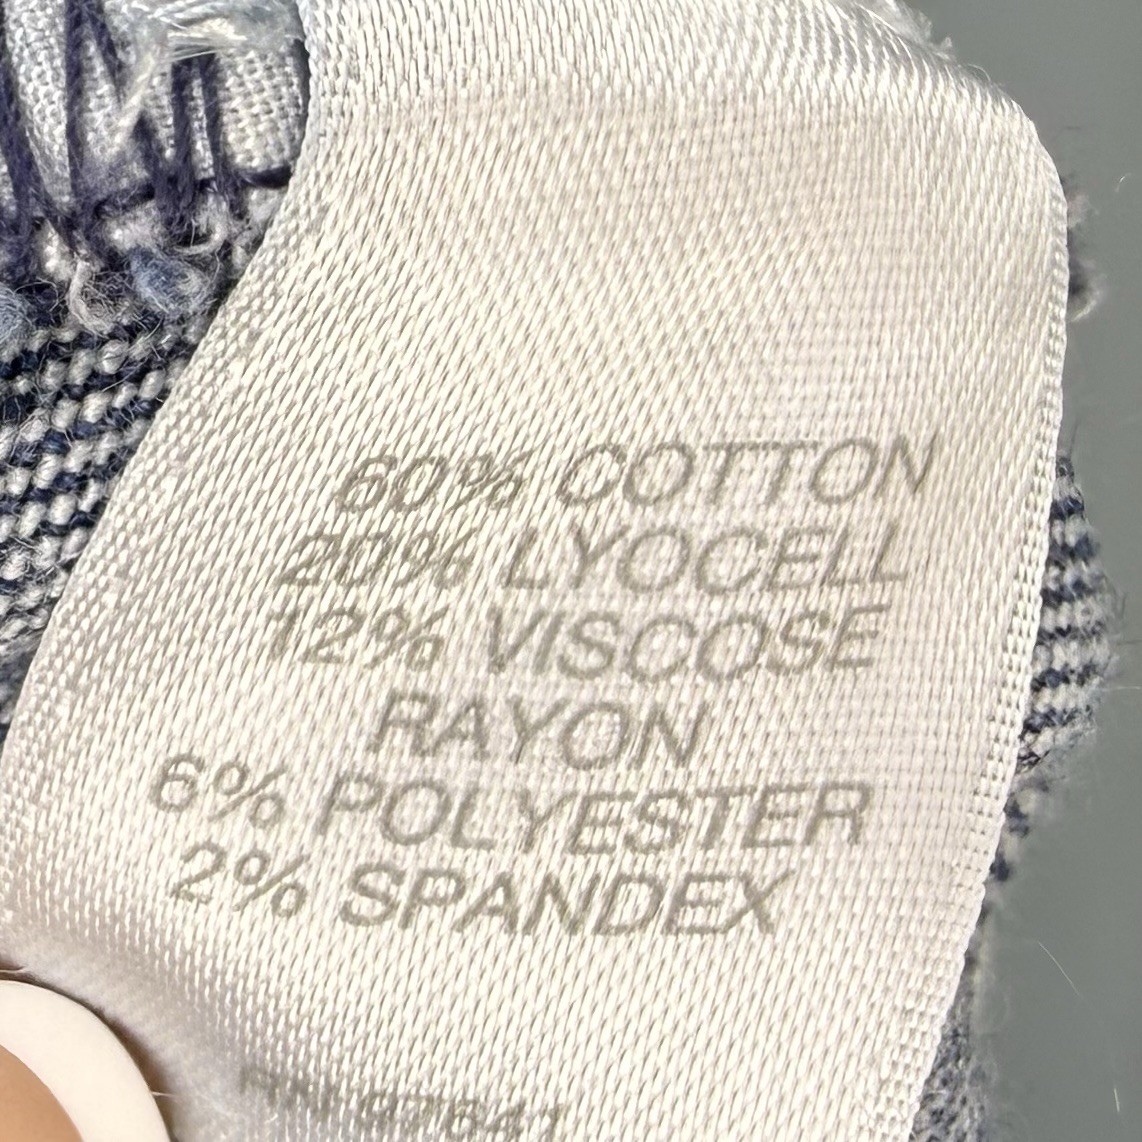 60% COTTON
20% LYOCELL
12% VISCOSE
RAYON
6% POLYESTER
2% SPANDEX